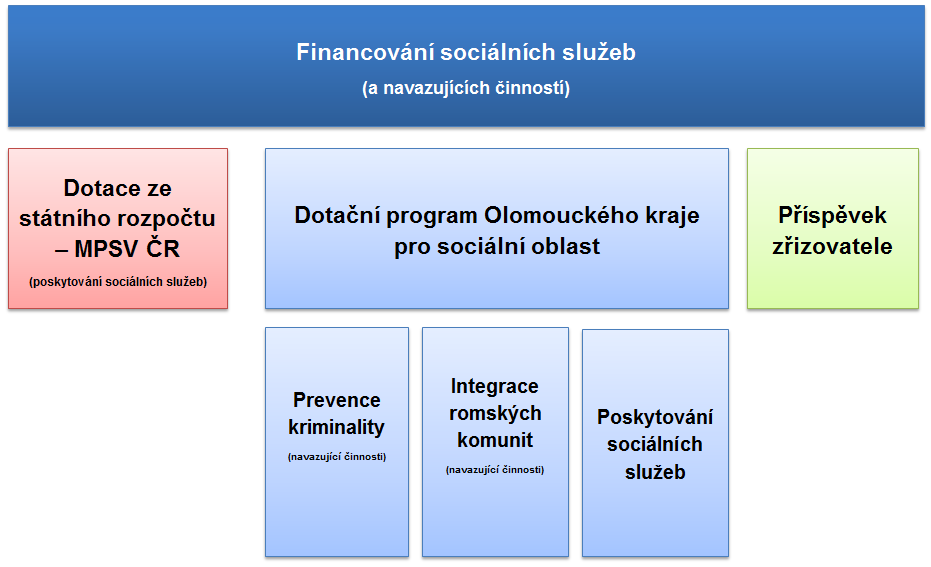 Financování sociálních služeb
(a navazujících činností)
Dotace ze
státního rozpočtu
– MPSV ČR
(poskytování sociálních služeb)
Dotační program Olomouckého kraje
pro sociální oblast
Příspěvek
zřizovatele
Prevence
kriminality
(navazující činnosti)
Integrace
romských
komunit
(navazující činnosti)
Poskytování
sociálních
služeb